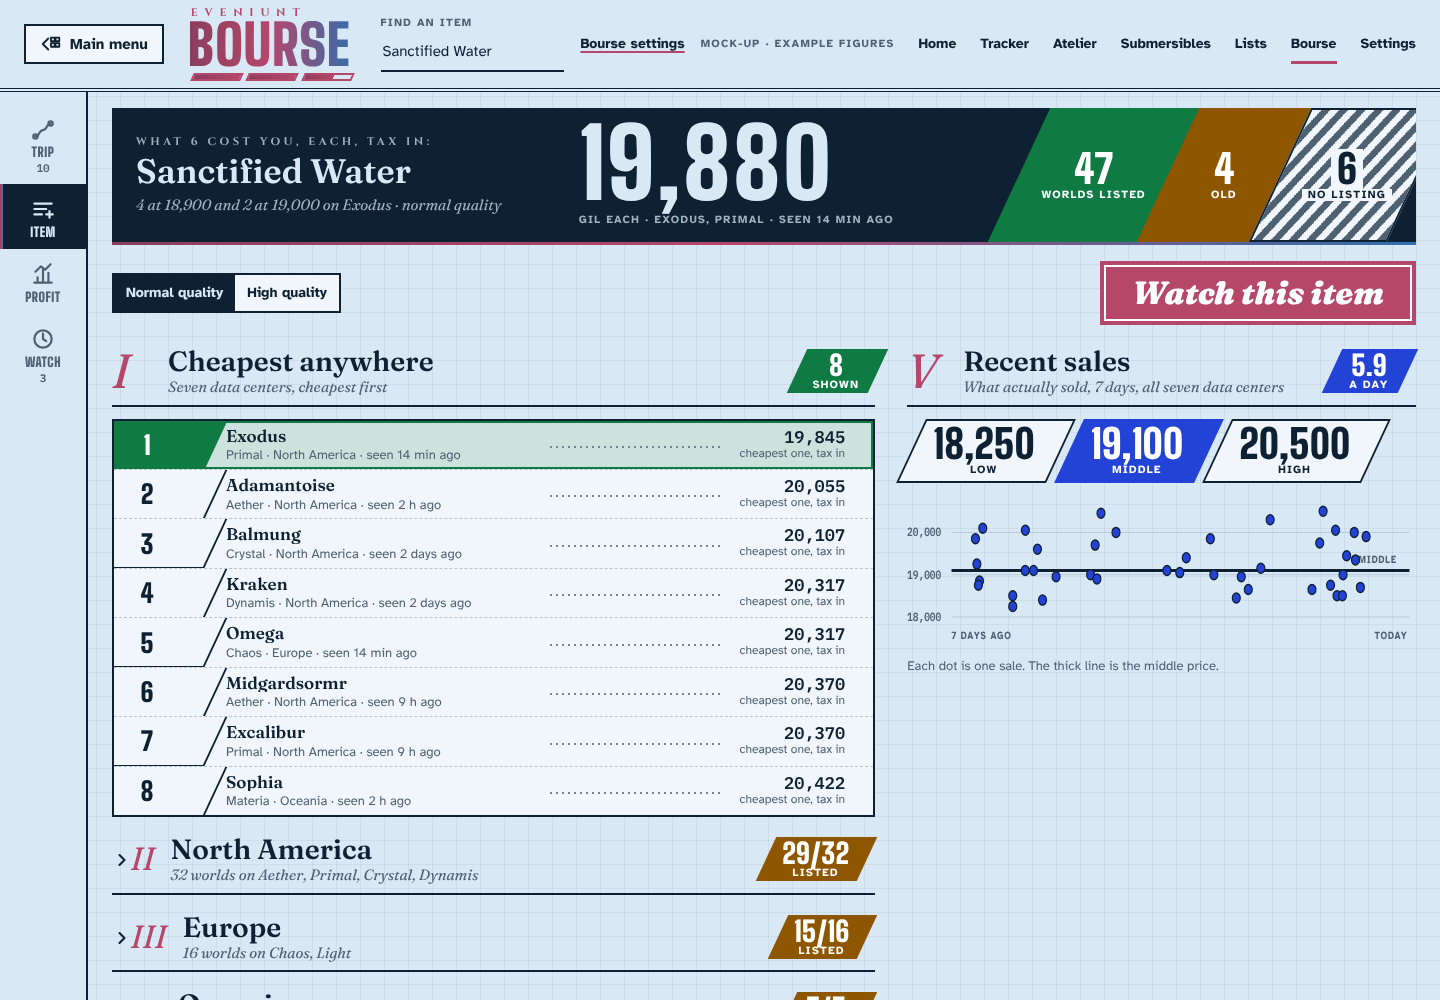 Main menu
EVENIUNT
BOURSE
FIND AN ITEM
Sanctified Water
Bourse settings
MOCK-UP · EXAMPLE FIGURES
Home
Tracker
Atelier
Submersibles
Lists
Bourse
Settings
TRIP
10
ITEM
PROFIT
WATCH
3
WHAT 6 COST YOU, EACH, TAX IN:
Sanctified Water
4 at 18,900 and 2 at 19,000 on Exodus · normal quality
19,880
GIL EACH · EXODUS, PRIMAL · SEEN 14 MIN AGO
47
WORLDS LISTED
4
OLD
6
NO LISTING
Normal quality
High quality
Watch this item
I
Cheapest anywhere
Seven data centers, cheapest first
8
SHOWN
1
Exodus
Primal · North America · seen 14 min ago
19,845
cheapest one, tax in
2
Adamantoise
Aether · North America · seen 2 h ago
20,055
cheapest one, tax in
3
Balmung
Crystal · North America · seen 2 days ago
20,107
cheapest one, tax in
4
Kraken
Dynamis · North America · seen 2 days ago
20,317
cheapest one, tax in
5
Omega
Chaos · Europe · seen 14 min ago
20,317
cheapest one, tax in
6
Midgardsormr
Aether · North America · seen 9 h ago
20,370
cheapest one, tax in
7
Excalibur
Primal · North America · seen 9 h ago
20,370
cheapest one, tax in
8
Sophia
Materia · Oceania · seen 2 h ago
20,422
cheapest one, tax in
II
North America
32 worlds on Aether, Primal, Crystal, Dynamis
29/32
LISTED
III
Europe
16 worlds on Chaos, Light
15/16
LISTED
V
Recent sales
What actually sold, 7 days, all seven data centers
5.9
A DAY
18,250
LOW
19,100
MIDDLE
20,500
HIGH
20,000
19,000
18,000
MIDDLE
7 DAYS AGO
TODAY
Each dot is one sale. The thick line is the middle price.